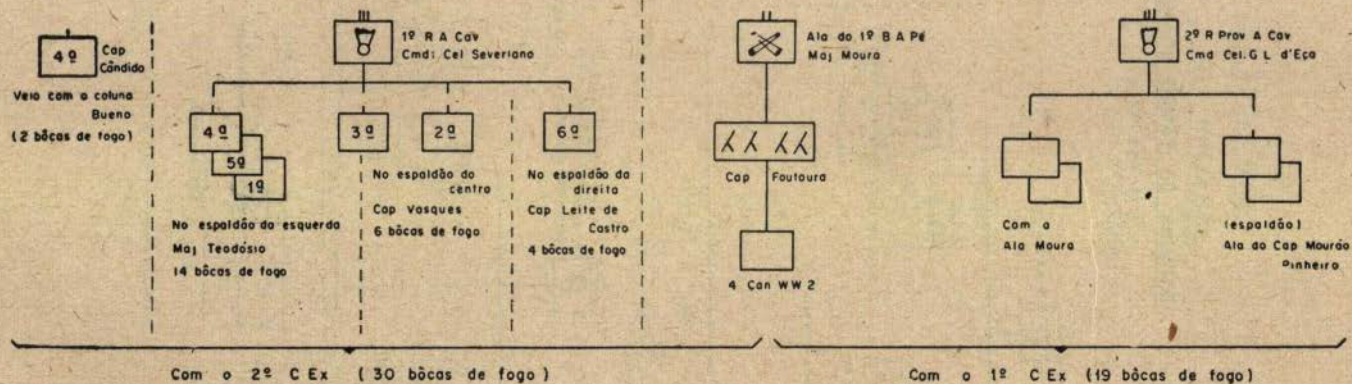 4º
Cap
Cândido
Veio com a coluna
Bueno
(2 bôcas de fogo)
1º R A Cav
Cmd: Cel Severiano
4ª
5º
1º
No espaldão da esquerda
Maj Teodósio
14 bôcas de fogo
3ª
2ª
No espaldão do
centro
Cap Vasques
6 bôcas de fogo
6ª
No espaldão da
direita
Cap Leite de
Castro
4 bôcas de fogo
Ala do 1º B A Pé
Maj Moura
Cap Foutoura
4 Can WW 2
2º R Prov A Cav
Cmd Cel. G L d'Eça
Com a
Ala Moura
(espaldão)
Ala do Cap Mourão
Pinheiro
Com o 2º C Ex (30 bôcas de fogo)
Com o 1º C Ex (19 bôcas de fogo)